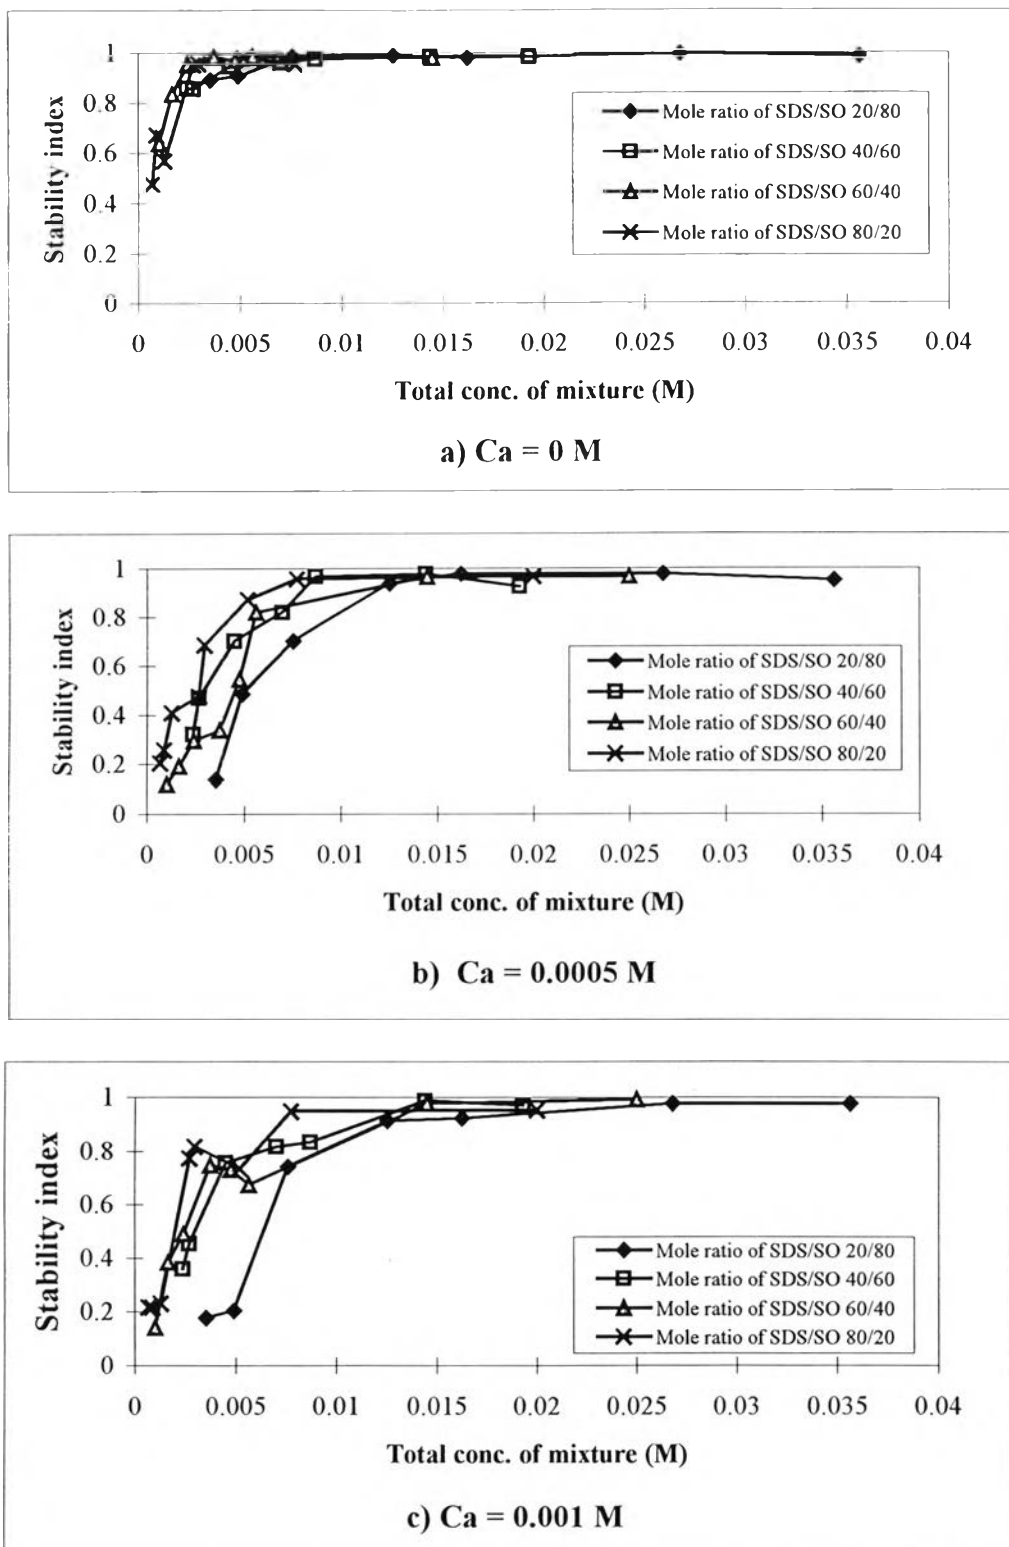 1
0.8
0.6
0.4
0.2
0
Stability index
Mole ratio of SDS/SO 20/80
Mole ratio of SDS/SO 40/60
Mole ratio of SDS/SO 60/40
Mole ratio of SDS/SO 80/20
0 0.005 0.01 0.015 0.02 0.025 0.03 0.035 0.04
Total conc. of mixture (M)
a) Ca = 0 M
1
0.8
0.6
0.4
0.2
0
Stability index
Mole ratio of SDS/SO 20/80
Mole ratio of SDS/SO 40/60
Mole ratio of SDS/SO 60/40
Mole ratio of SDS/SO 80/20
0 0.005 0.01 0.015 0.02 0.025 0.03 0.035 0.04
Total conc. of mixture (M)
b) Ca = 0.0005 M
1
0.8
0.6
0.4
0.2
0
Stability index
Mole ratio of SDS/SO 20/80
Mole ratio of SDS/SO 40/60
Mole ratio of SDS/SO 60/40
Mole ratio of SDS/SO 80/20
0 0.005 0.01 0.015 0.02 0.025 0.03 0.035 0.04
Total conc. of mixture (M)
c) Ca = 0.001 M